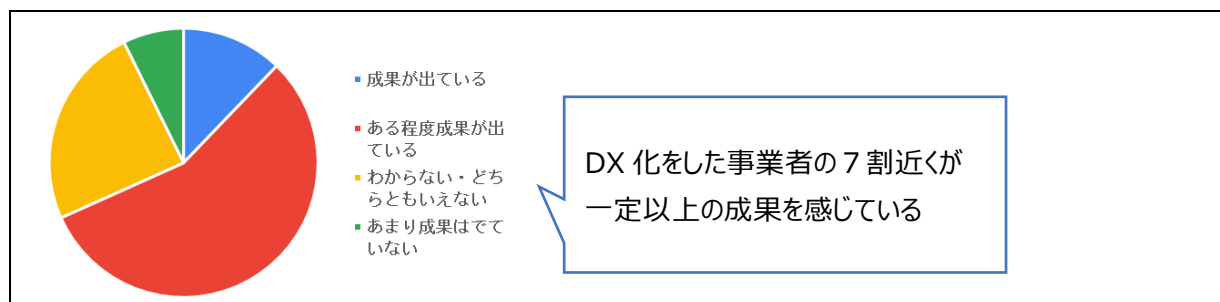 成果が出ている
ある程度成果が出
ている
わからない・どち
らともいえない
あまり成果はでて
いない
DX 化をした事業者の 7 割近くが
一定以上の成果を感じている